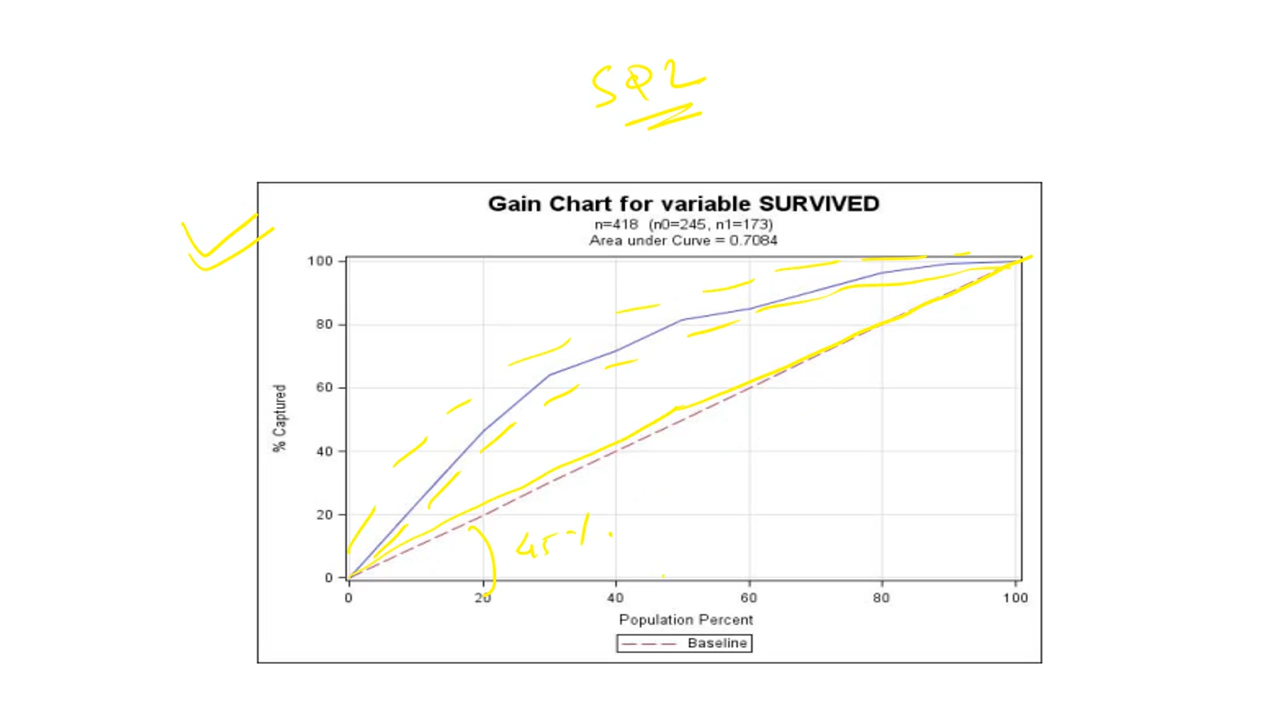 SQL
Gain Chart for variable SURVIVED
n=418 (n0=245, n1=173)
Area under Curve = 0.7084
100
80
60
40
20
0
% Captured
45%.
0 20 40 60 80 100
Population Percent
Baseline